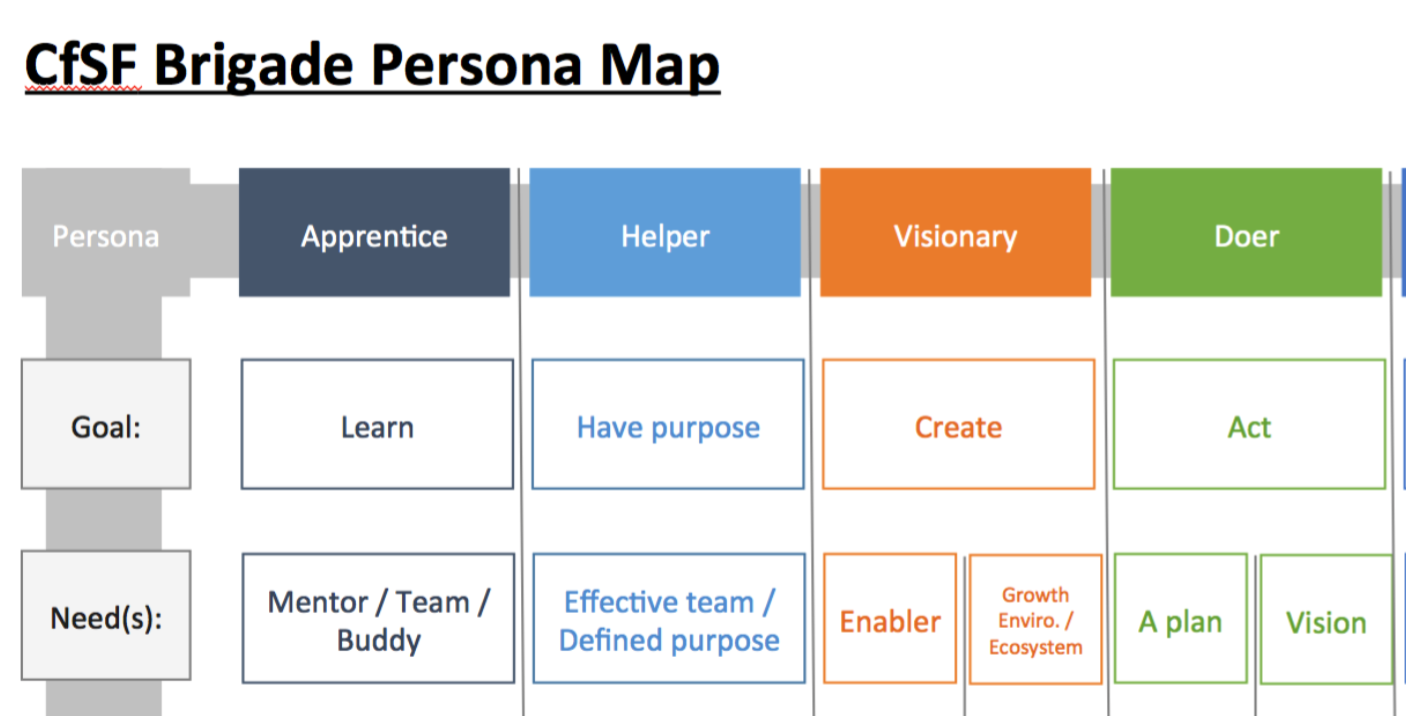 CfSF Brigade Persona Map
Persona
Apprentice
Helper
Visionary
Doer
Goal:
Learn
Have purpose
Create
Act
Need(s):
Mentor / Team /
Buddy
Effective team /
Defined purpose
Enabler
Growth
Enviro. /
Ecosystem
A plan
Vision